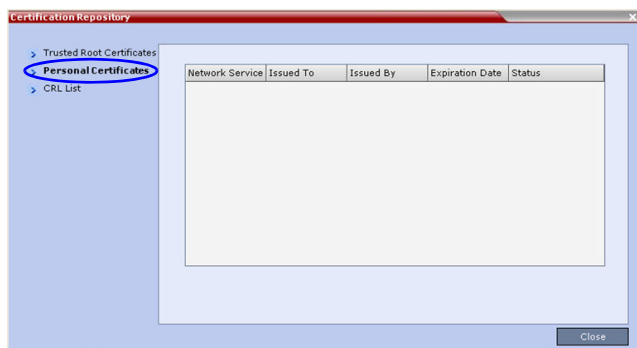 Certification Repository
Trusted Root Certificates
Personal Certificates
CRL List
Network Service Issued To Issued By Expiration Date Status
Close